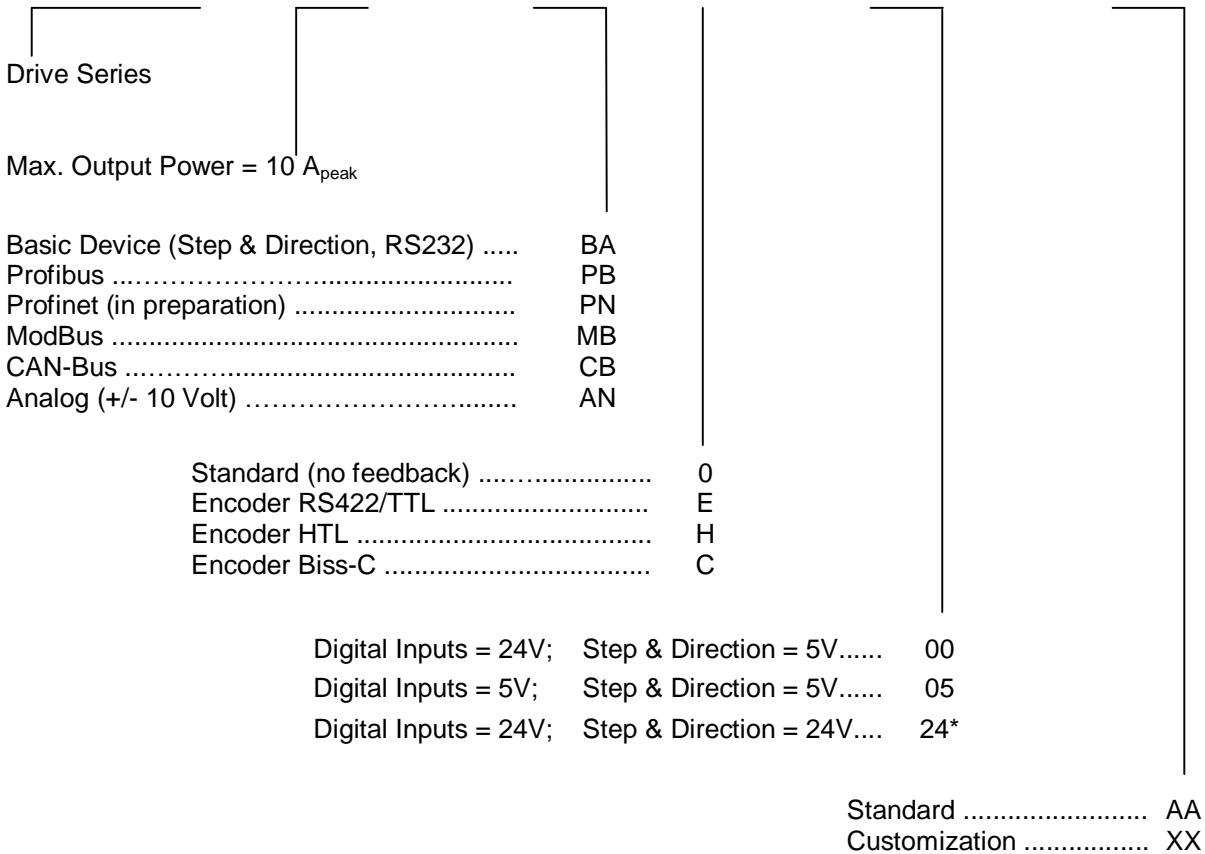 Drive Series
Max. Output Power = 10 Apeak
Basic Device (Step & Direction, RS232) ..... BA
Profibus ...…………………........................... PB
Profinet (in preparation) .............................. PN
ModBus ....................................................... MB
CAN-Bus ...………....................................... CB
Analog (+/- 10 Volt) ……………………........ AN
Standard (no feedback) ...…................ 0
Encoder RS422/TTL ............................ E
Encoder HTL ........................................ H
Encoder Biss-C .................................... C
Digital Inputs = 24V; Step & Direction = 5V...... 00
Digital Inputs = 5V; Step & Direction = 5V...... 05
Digital Inputs = 24V; Step & Direction = 24V.... 24*
Standard ......................... AA
Customization ................. XX